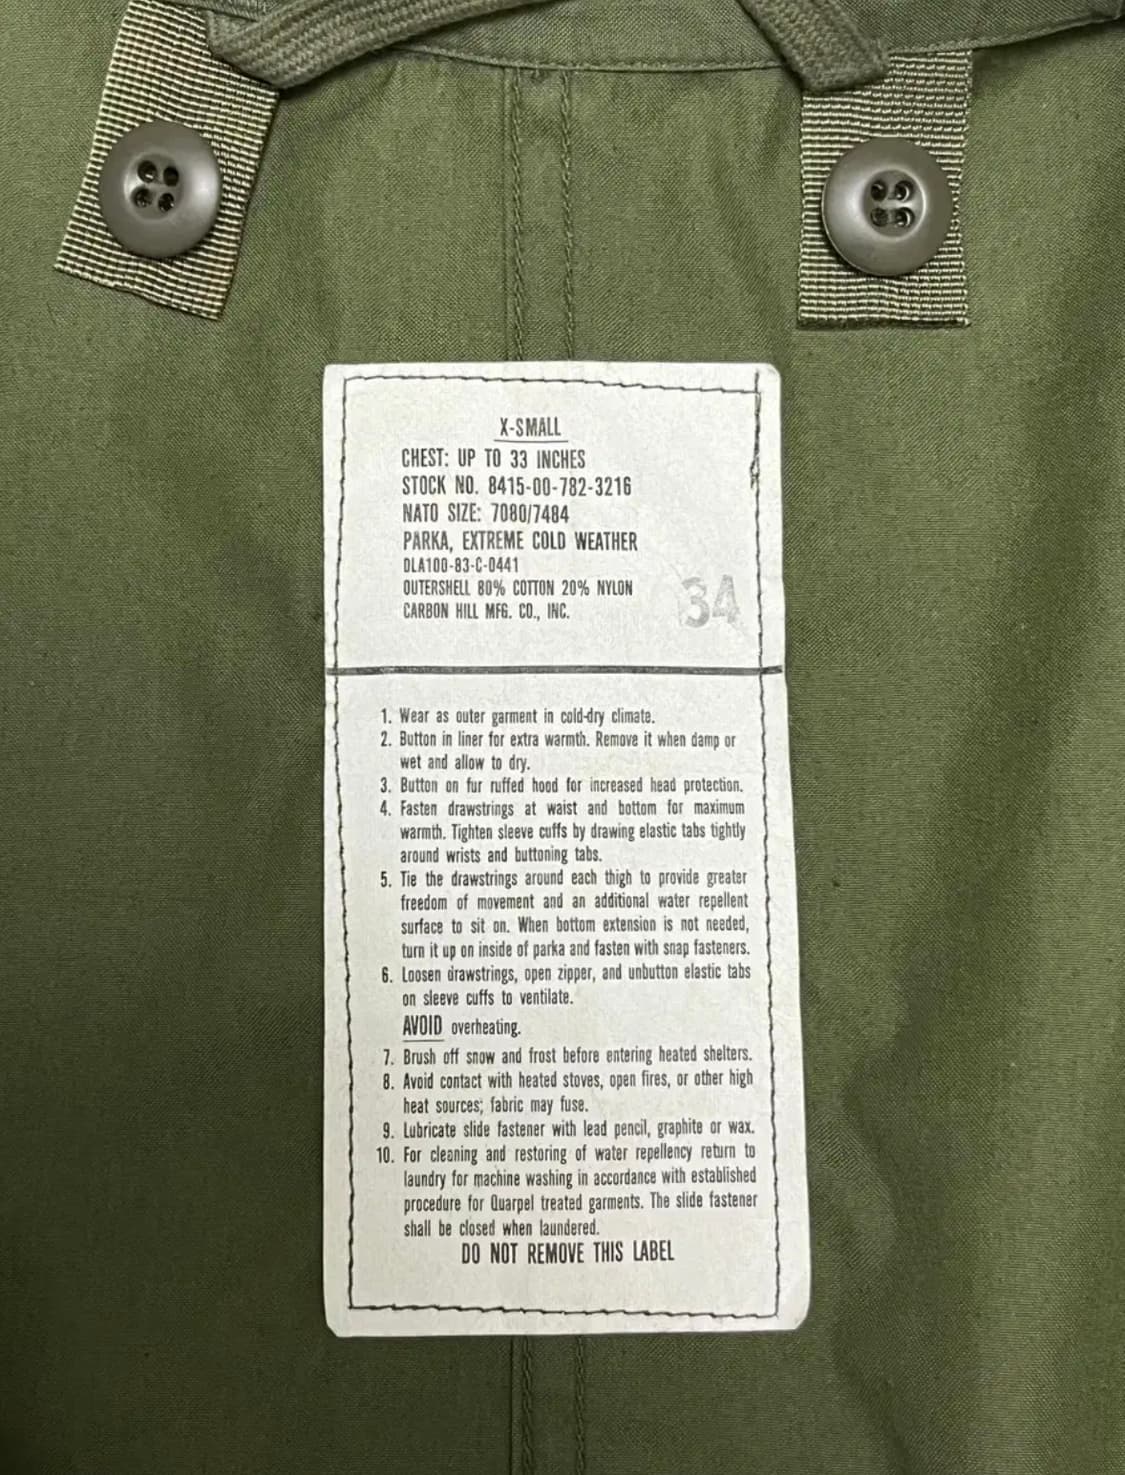 X-SMALL
CHEST: UP TO 33 INCHES
STOCK NO. 8415-00-782-3216
NATO SIZE: 7080/7484
PARKA, EXTREME COLD WEATHER
DLA100-83-C-0441
OUTERSHELL 80% COTTON 20% NYLON
CARBON HILL MFG. CO., INC.
34
1. Wear as outer garment in cold-dry climate.
2. Button in liner for extra warmth. Remove it when damp or
wet and allow to dry.
3. Button on fur ruffed hood for increased head protection.
4. Fasten drawstrings at waist and bottom for maximum
warmth. Tighten sleeve cuffs by drawing elastic tabs tightly
around wrists and buttoning tabs.
5. Tie the drawstrings around each thigh to provide greater
freedom of movement and an additional water repellent
surface to sit on. When bottom extension is not needed,
turn it up on inside of parka and fasten with snap fasteners.
6. Loosen drawstrings, open zipper, and unbutton elastic tabs
on sleeve cuffs to ventilate.
AVOID overheating.
7. Brush off snow and frost before entering heated shelters.
8. Avoid contact with heated stoves, open fires, or other high
heat sources; fabric may fuse.
9. Lubricate slide fastener with lead pencil, graphite or wax.
10. For cleaning and restoring of water repellency return to
laundry for machine washing in accordance with established
procedure for Quarpel treated garments. The slide fastener
shall be closed when laundered.
DO NOT REMOVE THIS LABEL